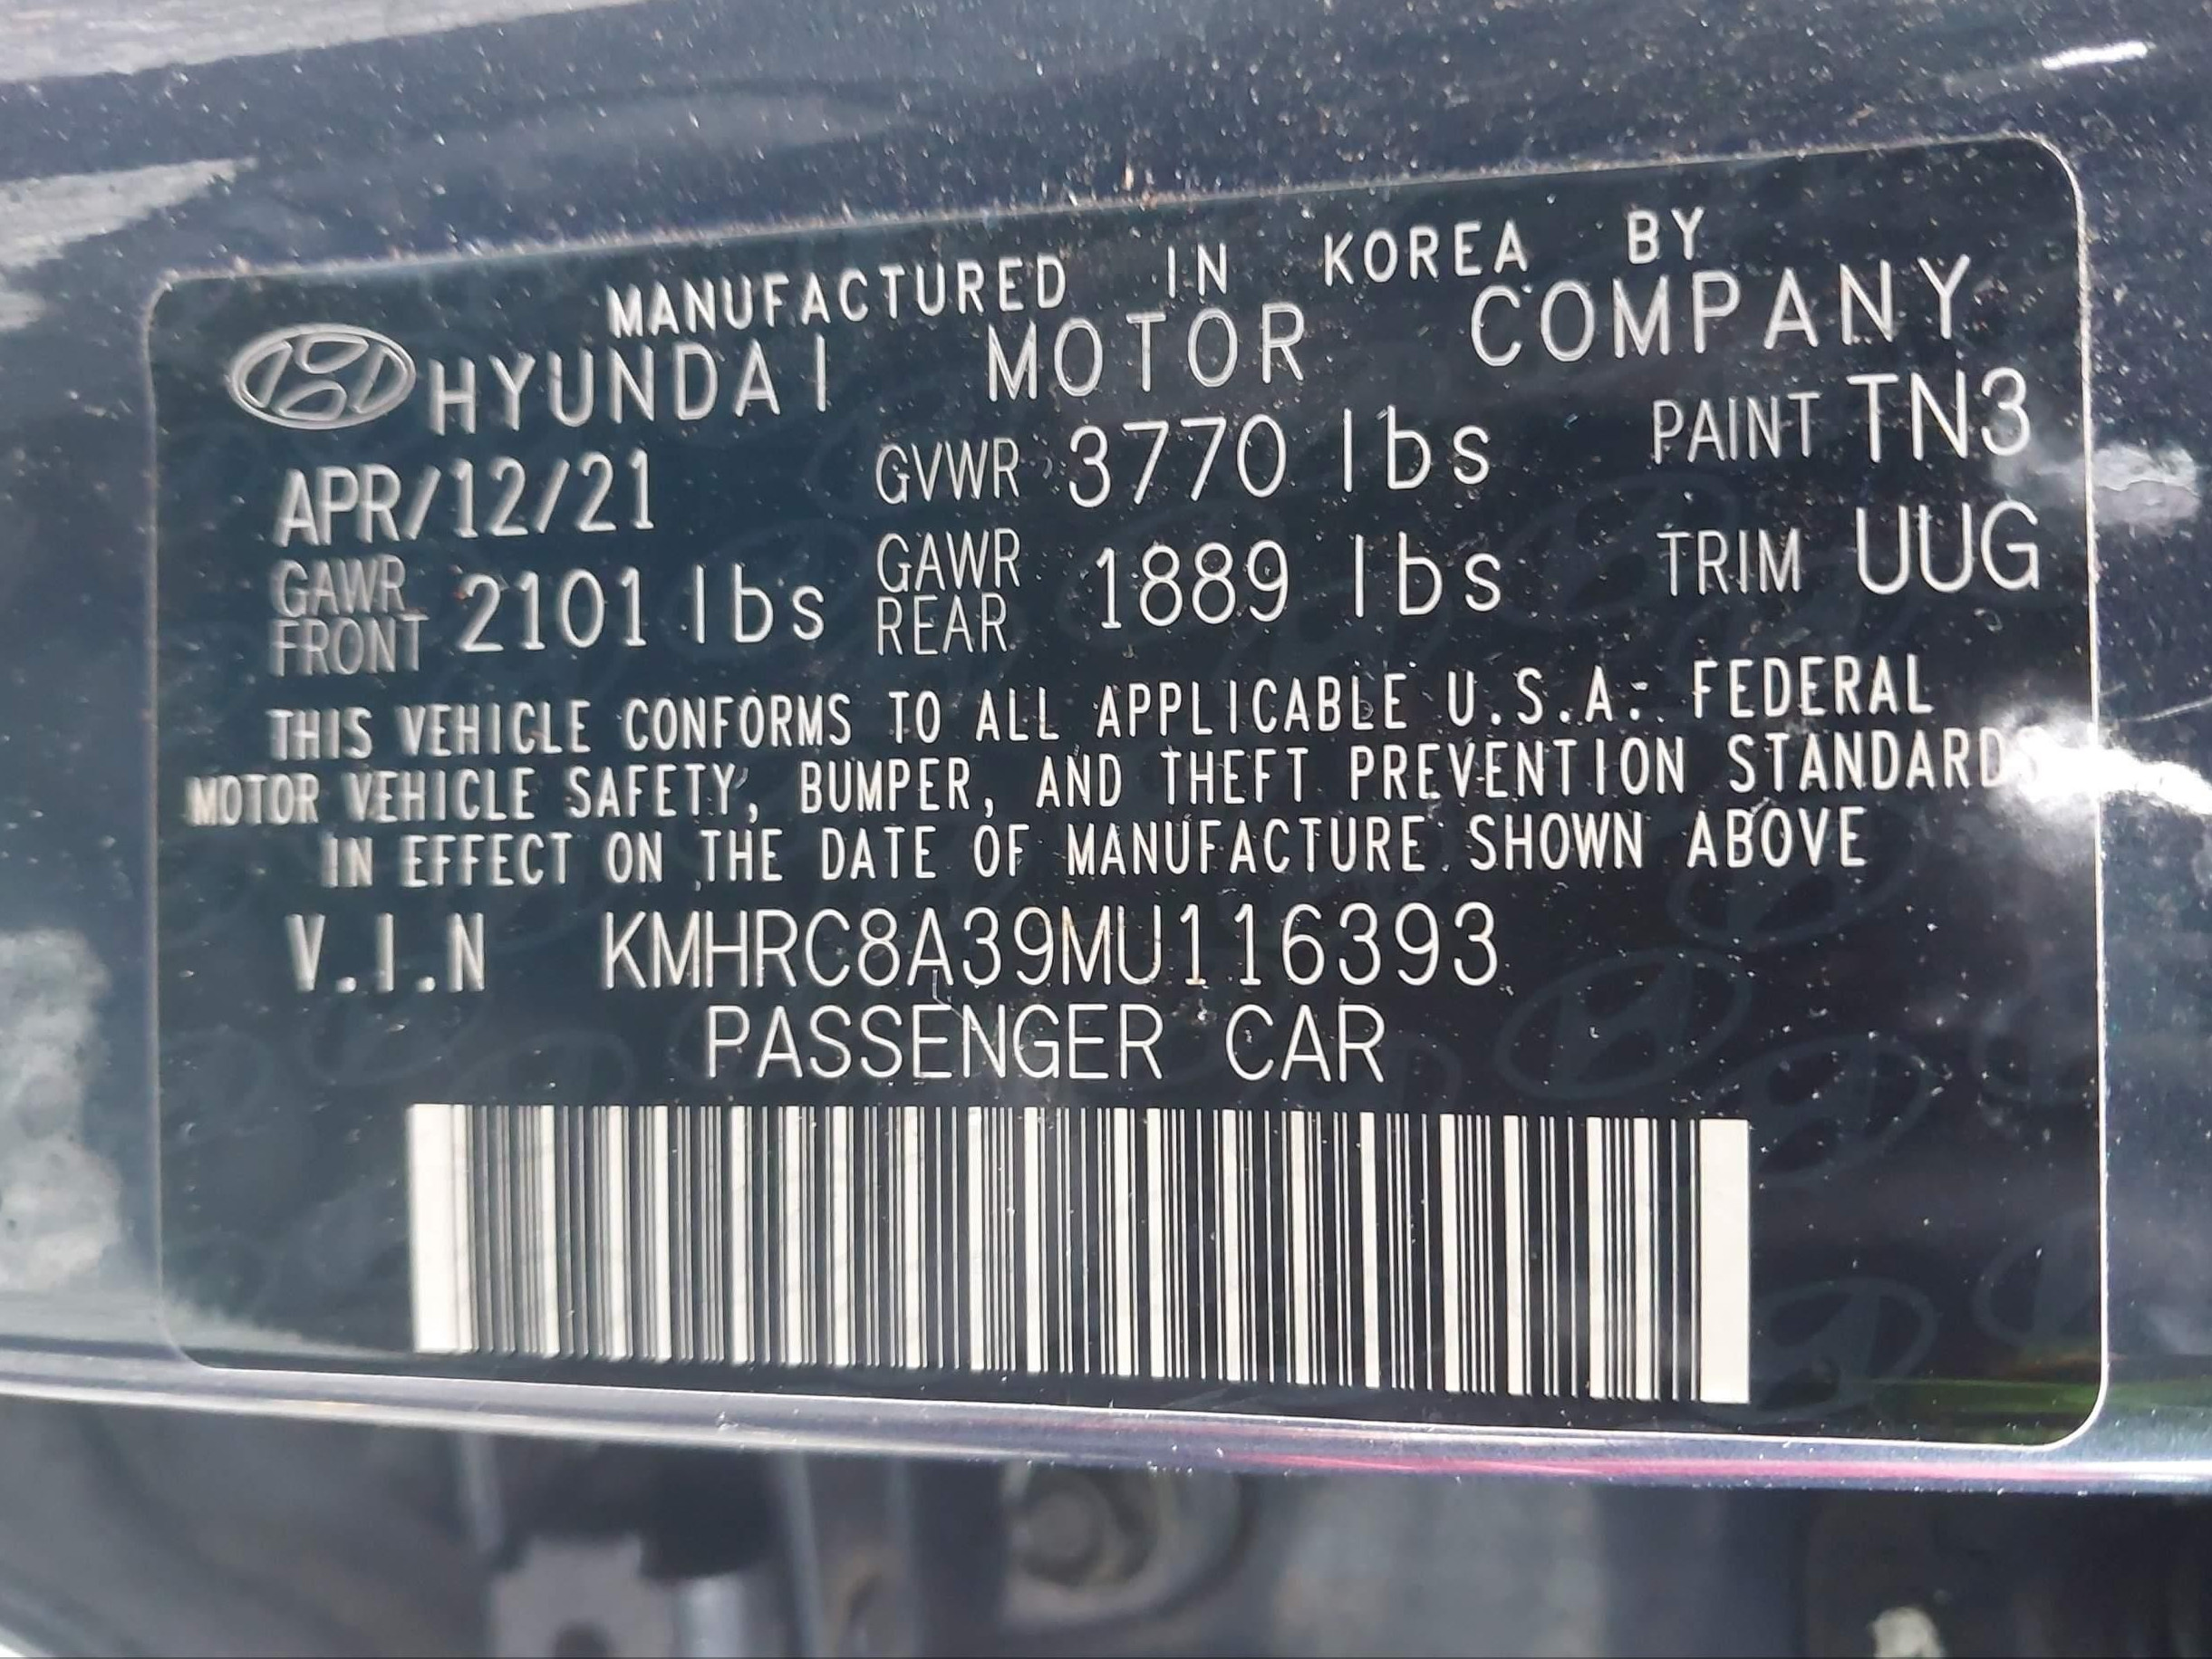 MANUFACTURED IN KOREA BY
HYUNDAI MOTOR COMPANY
APR/12/21 GVWR 3770 lbs PAINT TN3
GAWR FRONT 2101 lbs GAWR REAR 1889 lbs TRIM UUG
THIS VEHICLE CONFORMS TO ALL APPLICABLE U.S.A. FEDERAL
MOTOR VEHICLE SAFETY, BUMPER, AND THEFT PREVENTION STANDARDS
IN EFFECT ON THE DATE OF MANUFACTURE SHOWN ABOVE
V.I.N KMHRC8A39MU116393
PASSENGER CAR